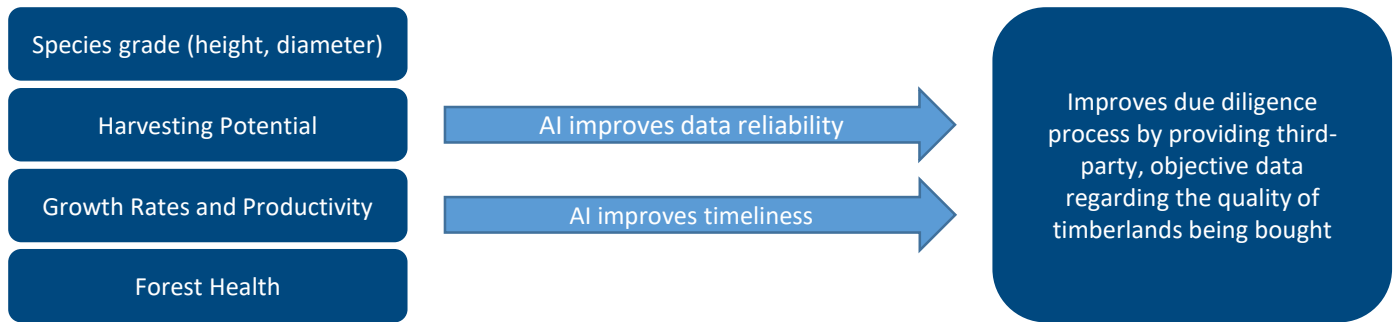 Species grade (height, diameter)
Harvesting Potential
Growth Rates and Productivity
Forest Health
AI improves data reliability
AI improves timeliness
Improves due diligence
process by providing third-
party, objective data
regarding the quality of
timberlands being bought